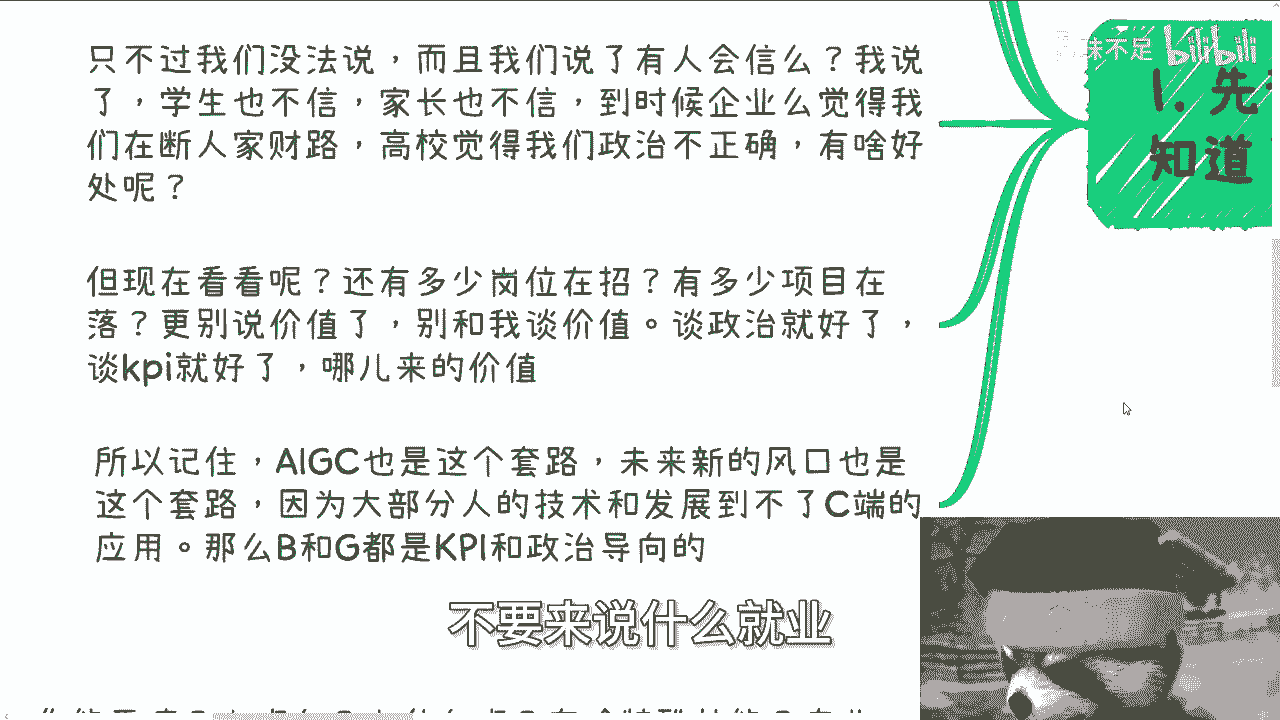 只不过我们没法说，而且我们说了有人会信么？我说
了，学生也不信，家长也不信，到时候企业么觉得我
们在断人家财路，高校觉得我们政治不正确，有啥好
处呢？
但现在看看呢？还有多少岗位在招？有多少项目在
落？更别说价值了，别和我谈价值。谈政治就好了，
谈kpi就好了，哪儿来的价值
所以记住，AIGC也是这个套路，未来新的风口也是
这个套路，因为大部分人的技术和发展到不了C端的
应用。那么B和G都是KPI和政治导向的
不足 bilibili
1. 先
知道
不要来说什么就业